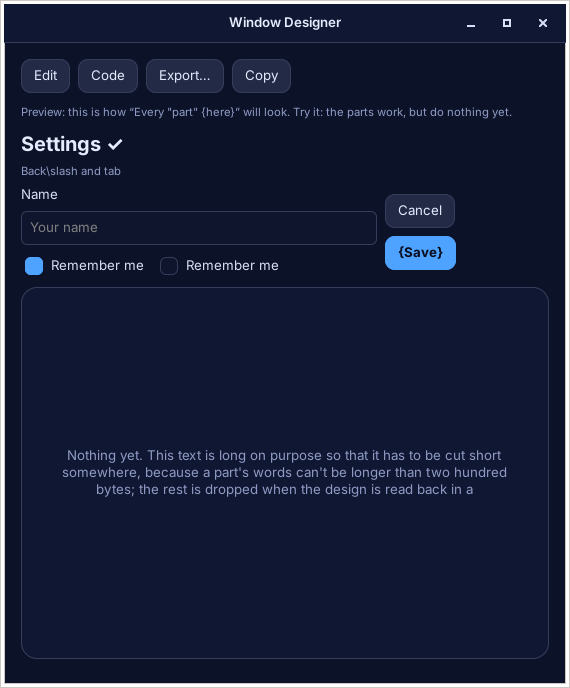 Window Designer
Edit Code Export... Copy
Preview: this is how “Every "part" {here}” will look. Try it: the parts work, but do nothing yet.
Settings ✓
Back\slash and tab
Name
Your name
Cancel
{Save}
Remember me Remember me
Nothing yet. This text is long on purpose so that it has to be cut short
somewhere, because a part's words can't be longer than two hundred
bytes; the rest is dropped when the design is read back in a